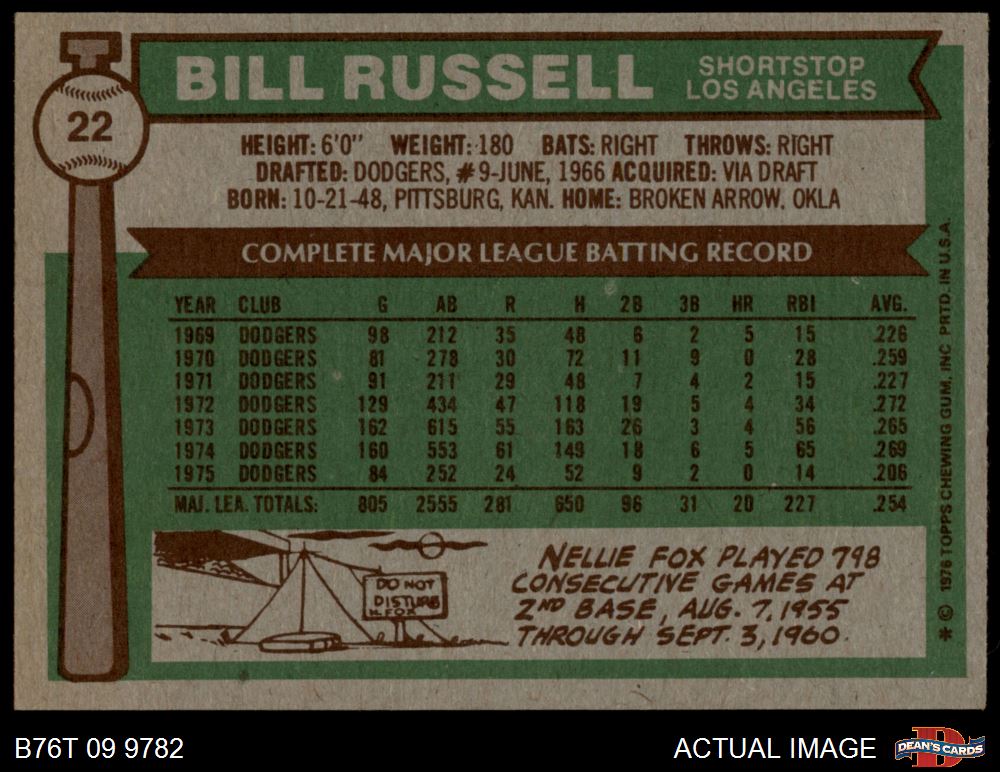 22
BILL RUSSELL
SHORTSTOP
LOS ANGELES
HEIGHT: 6'0" WEIGHT: 180 BATS: RIGHT THROWS: RIGHT
DRAFTED: DODGERS, #9-JUNE, 1966 ACQUIRED: VIA DRAFT
BORN: 10-21-48, PITTSBURG, KAN. HOME: BROKEN ARROW, OKLA
COMPLETE MAJOR LEAGUE BATTING RECORD
YEAR CLUB G AB R H 2B 3B HR RBI AVG.
1969 DODGERS 98 212 35 48 6 2 5 15 .226
1970 DODGERS 81 278 30 72 11 9 0 28 .259
1971 DODGERS 91 211 29 48 7 4 2 15 .227
1972 DODGERS 129 434 47 118 19 5 4 34 .272
1973 DODGERS 162 615 55 163 26 3 4 56 .265
1974 DODGERS 160 553 61 149 18 6 5 65 .269
1975 DODGERS 84 252 24 52 9 2 0 14 .206
MAJ. LEA. TOTALS: 805 2555 281 650 96 31 20 227 .254
DO NOT
DISTURB
N. FOX
NELLIE FOX PLAYED 798
CONSECUTIVE GAMES AT
2ND BASE, AUG. 7, 1955
THROUGH SEPT. 3, 1960.
* © 1976 TOPPS CHEWING GUM, INC PRTD. IN U.S.A.
B76T 09 9782
ACTUAL IMAGE
D
DEAN'S CARDS